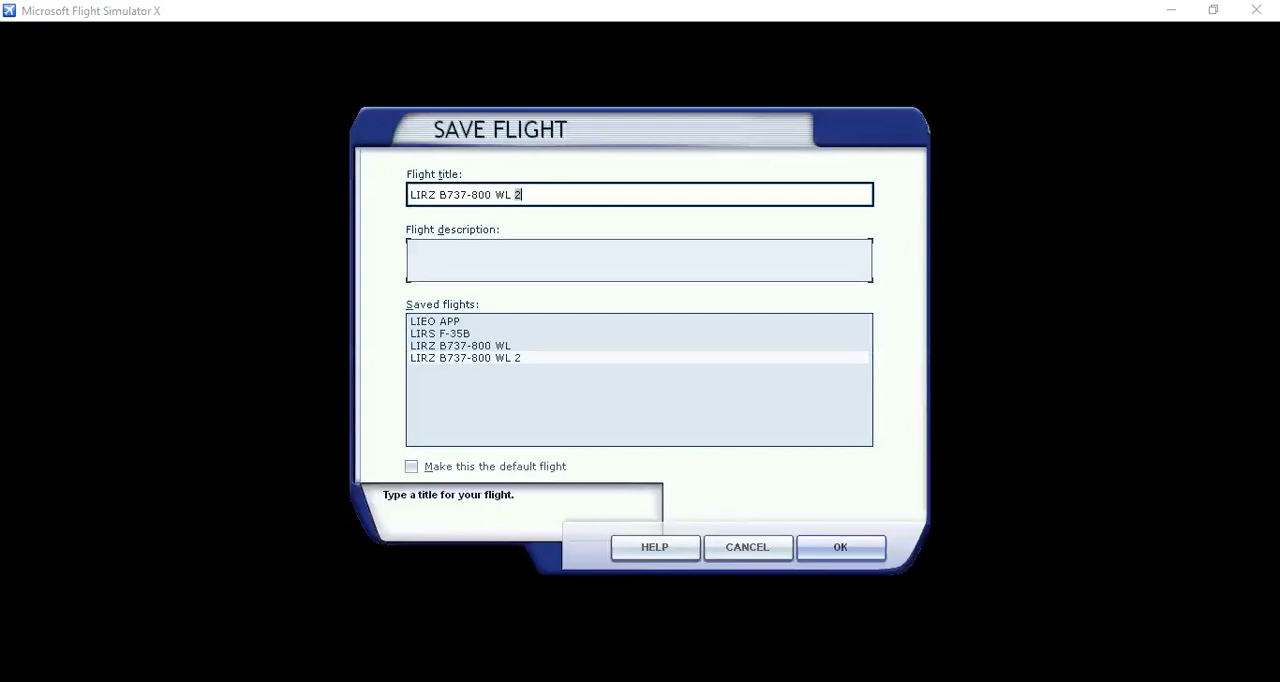 Microsoft Flight Simulator X
SAVE FLIGHT
Flight title:
LIRZ B737-800 WL 2
Flight description:
Saved flights:
LIEO APP
LIRS F-35B
LIRZ B737-800 WL
LIRZ B737-800 WL 2
Make this the default flight
Type a title for your flight.
HELP CANCEL OK